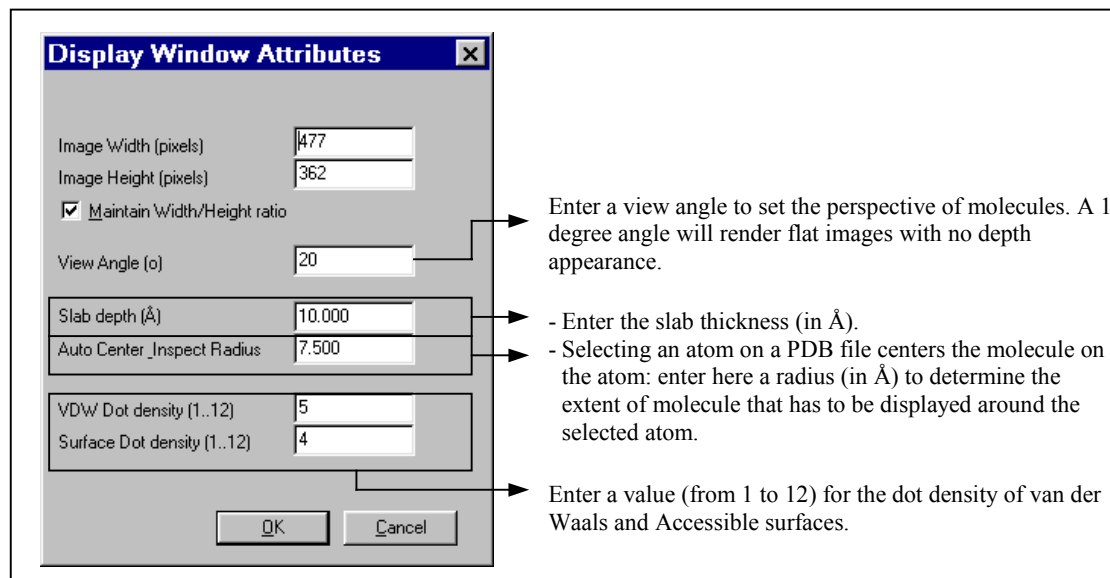 Display Window Attributes
Image Width (pixels)
477
Image Height (pixels)
362
Maintain Width/Height ratio
View Angle (o)
20
Slab depth (Å)
10.000
Auto Center_Inspect Radius
7.500
VDW Dot density (1..12)
5
Surface Dot density (1..12)
4
OK
Cancel
Enter a view angle to set the perspective of molecules. A 1
degree angle will render flat images with no depth
appearance.
- Enter the slab thickness (in Å).
- Selecting an atom on a PDB file centers the molecule on
the atom: enter here a radius (in Å) to determine the
extent of molecule that has to be displayed around the
selected atom.
Enter a value (from 1 to 12) for the dot density of van der
Waals and Accessible surfaces.